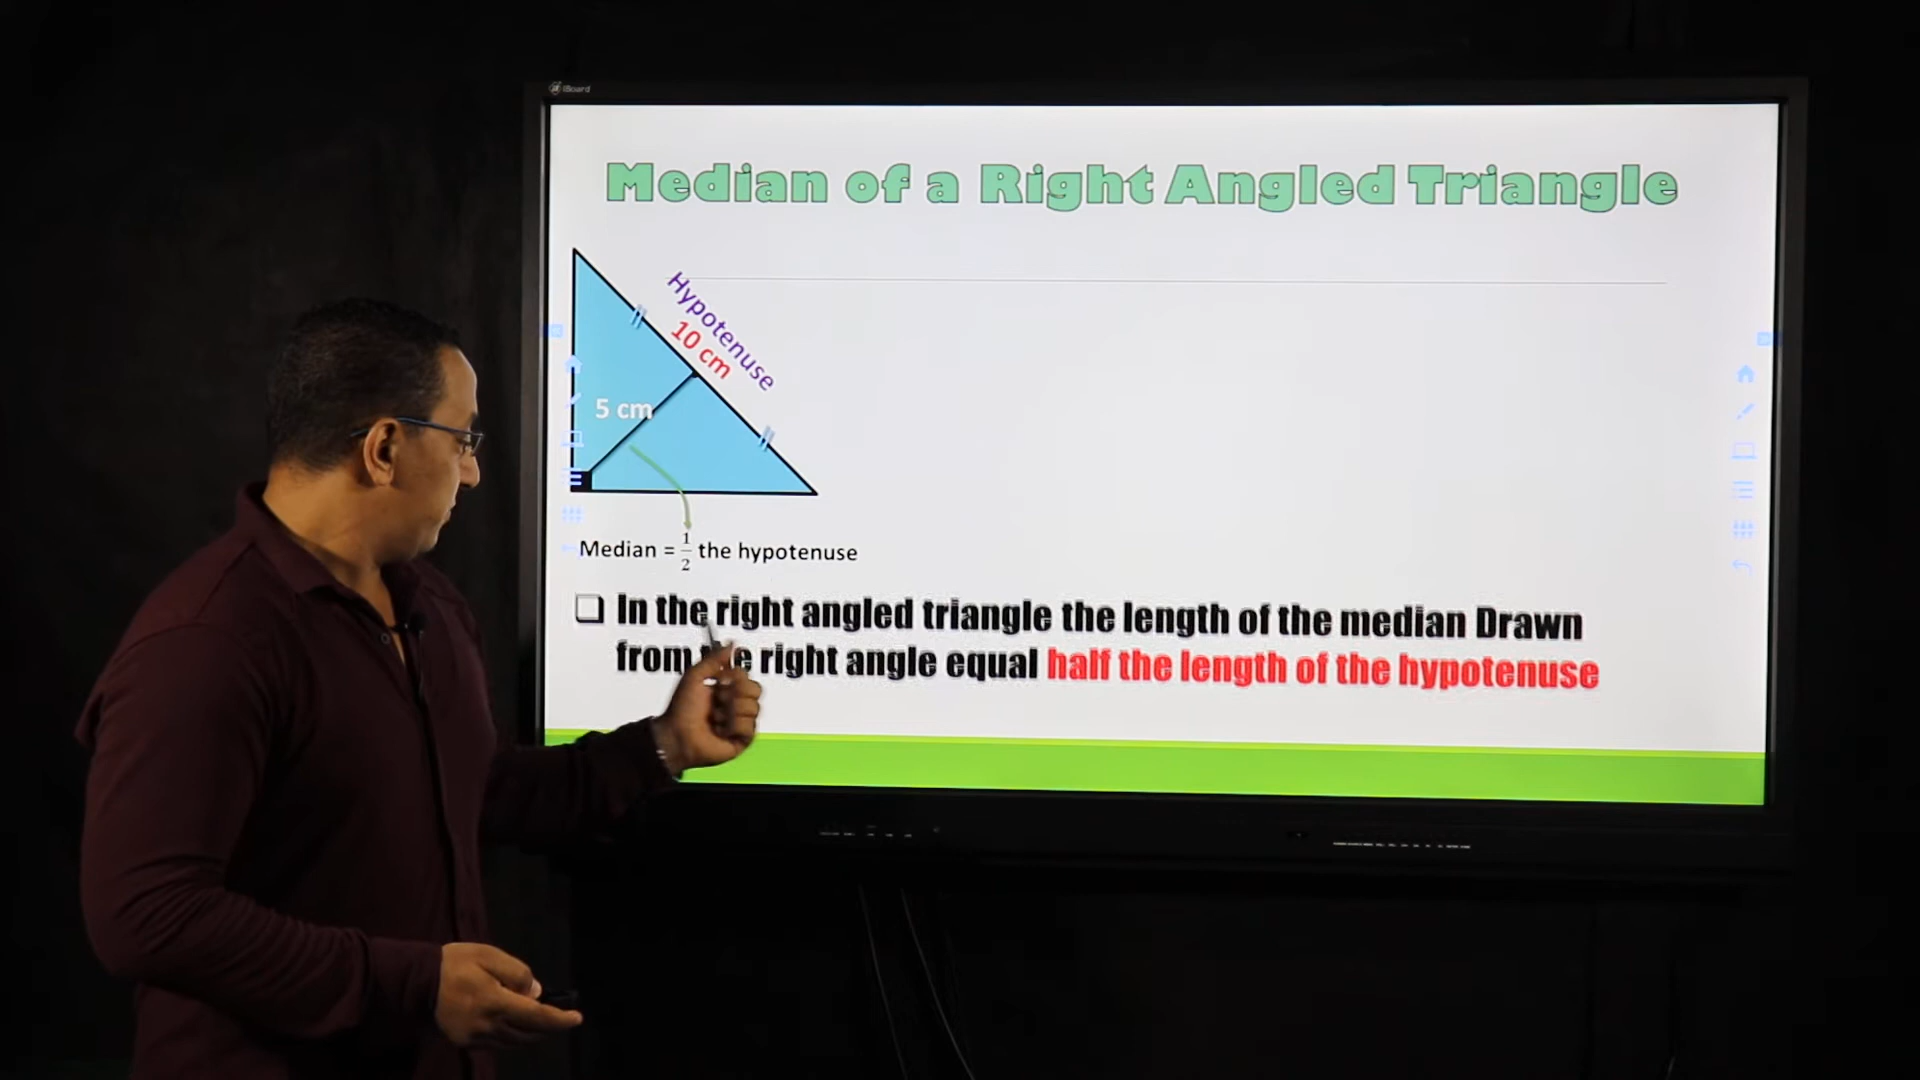 iBoard
Median of a Right Angled Triangle
Hypotenuse
10 cm
5 cm
Median = 1/2 the hypotenuse
In the right angled triangle the length of the median Drawn
from the right angle equal half the length of the hypotenuse